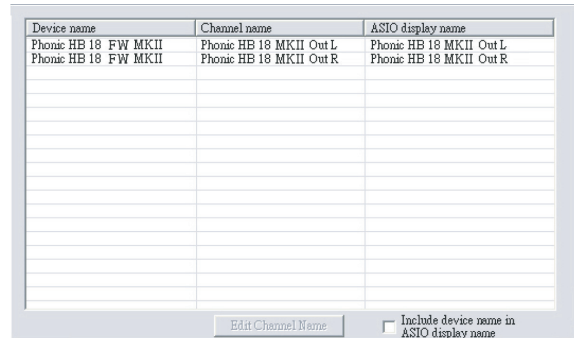 Device name Channel name ASIO display name
Phonic HB 18 FW MKII Phonic HB 18 MKII Out L Phonic HB 18 MKII Out L
Phonic HB 18 FW MKII Phonic HB 18 MKII Out R Phonic HB 18 MKII Out R
Edit Channel Name Include device name in
ASIO display name